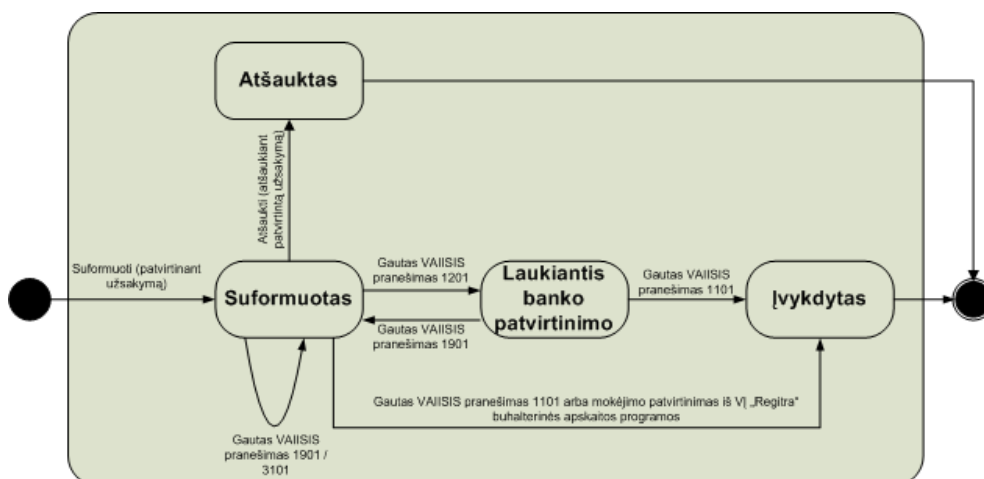 Atšauktas
Atšaukti (atšaukiant
patvirtintą užsakymą)
Suformuoti (patvirtinant
užsakymą)
Suformuotas
Gautas VAIISIS
pranešimas 1201
Gautas VAIISIS
pranešimas 1901
Laukiantis
banko
patvirtinimo
Gautas VAIISIS
pranešimas 1101
Įvykdytas
Gautas VAIISIS pranešimas 1101 arba mokėjimo patvirtinimas iš VĮ „Regitra“
buhalterinės apskaitos programos
Gautas VAIISIS
pranešimas 1901 /
3101